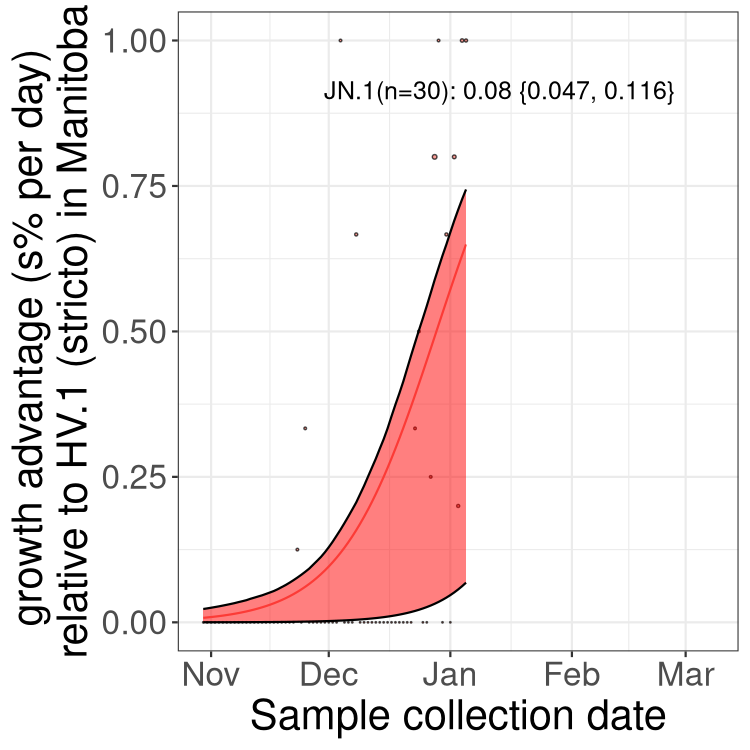 growth advantage (s% per day)
relative to HV.1 (stricto) in Manitoba
1.00
0.75
0.50
0.25
0.00
JN.1(n=30): 0.08 {0.047, 0.116}
Nov Dec Jan Feb Mar
Sample collection date